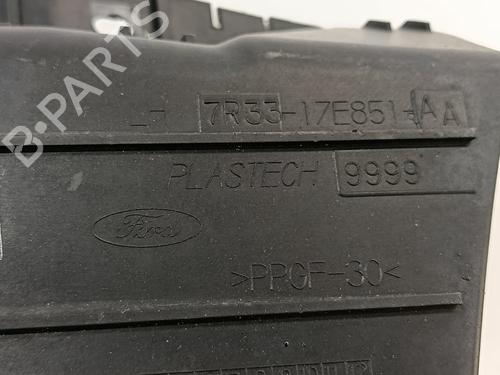 B-PARTS
LH 7R33-17E851-AA
PLASTECH 9999
Ford
>PPGF-30<